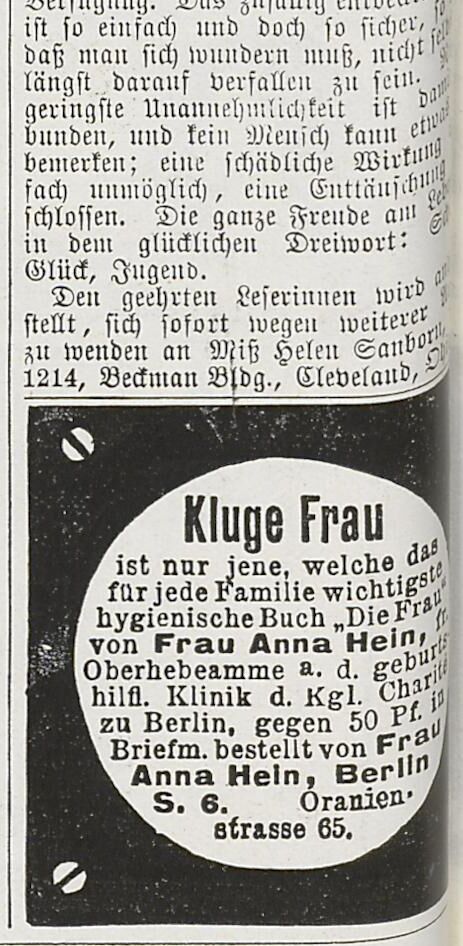 ist so einfach und doch so sicher,
daß man sich wundern muß, nicht
längst darauf verfallen zu sein.
geringste Unannehmlichkeit ist
bunden, und kein Mensch kann etwas
bemerken; eine schädliche Wirkung
fach unmöglich, eine Enttäuschung
schlossen. Die ganze Freude am
in dem glücklichen Dreiwort:
Glück, Jugend.
Den geehrten Leserinnen wird
stellt, sich sofort wegen weiterer
zu wenden an Miß Helen Sanborn,
1214, Beckman Bldg., Cleveland,
Kluge Frau
ist nur jene, welche das
für jede Familie wichtigste
hygienische Buch „Die Frau“
von Frau Anna Hein, fr.
Oberhebeamme a. d. geburts-
hilfl. Klinik d. Kgl. Charité
zu Berlin, gegen 50 Pf. in
Briefm. bestellt von Frau
Anna Hein, Berlin
S. 6. Oranien-
strasse 65.